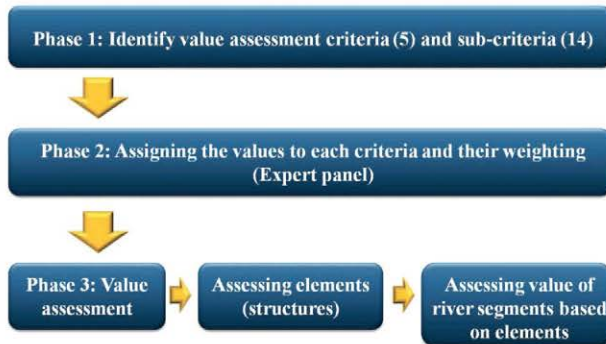 Phase 1: Identify value assessment criteria (5) and sub-criteria (14)
Phase 2: Assigning the values to each criteria and their weighting
(Expert panel)
Phase 3: Value
assessment
Assessing elements
(structures)
Assessing value of
river segments based
on elements